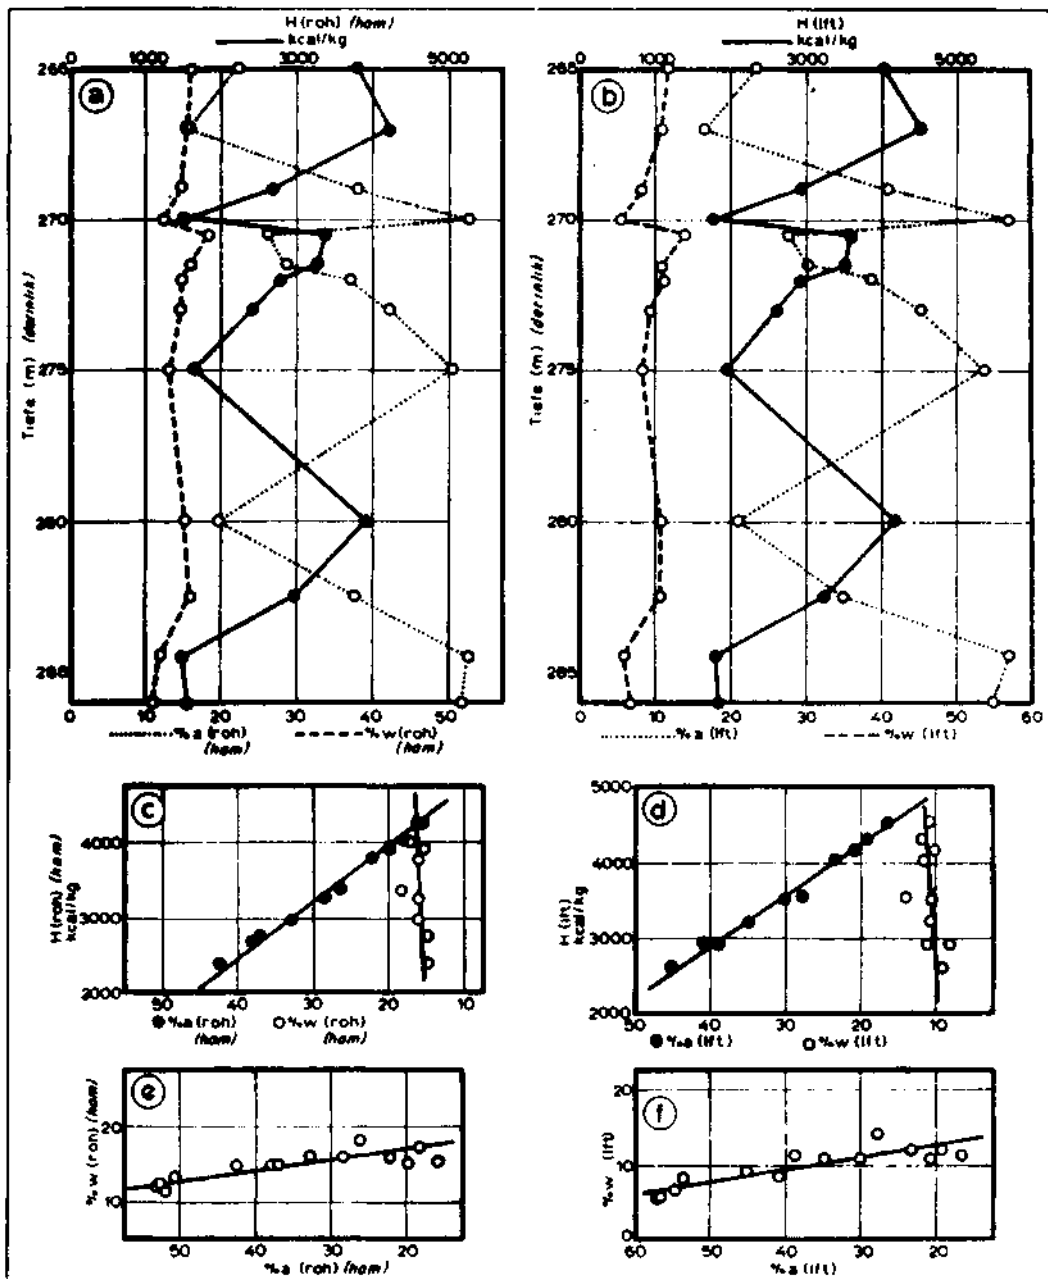 H (roh) (ham)
kcal/kg
0 1000 3000 5000
a
265
270
275
280
285
Tiefe (m) (derinlik)
0 10 20 30 40 50
%a (roh) (ham)
%w (roh) (ham)
H (lft)
kcal/kg
0 1000 3000 5000
b
265
270
275
280
285
Tiefe (m) (derinlik)
0 10 20 30 40 50 60
%a (lft)
%w (lft)
c
H (roh) (ham)
kcal/kg
4000
3000
2000
40 30 20 10
%a (roh) (ham)
%w (roh) (ham)
d
H (lft)
kcal/kg
5000
4000
3000
2000
50 40 30 20 10
%a (lft)
%w (lft)
e
%w (roh) (ham)
20
10
50 40 30 20
%a (roh) (ham)
f
%w (lft)
20
10
0
60 50 40 30 20
%a (lft)